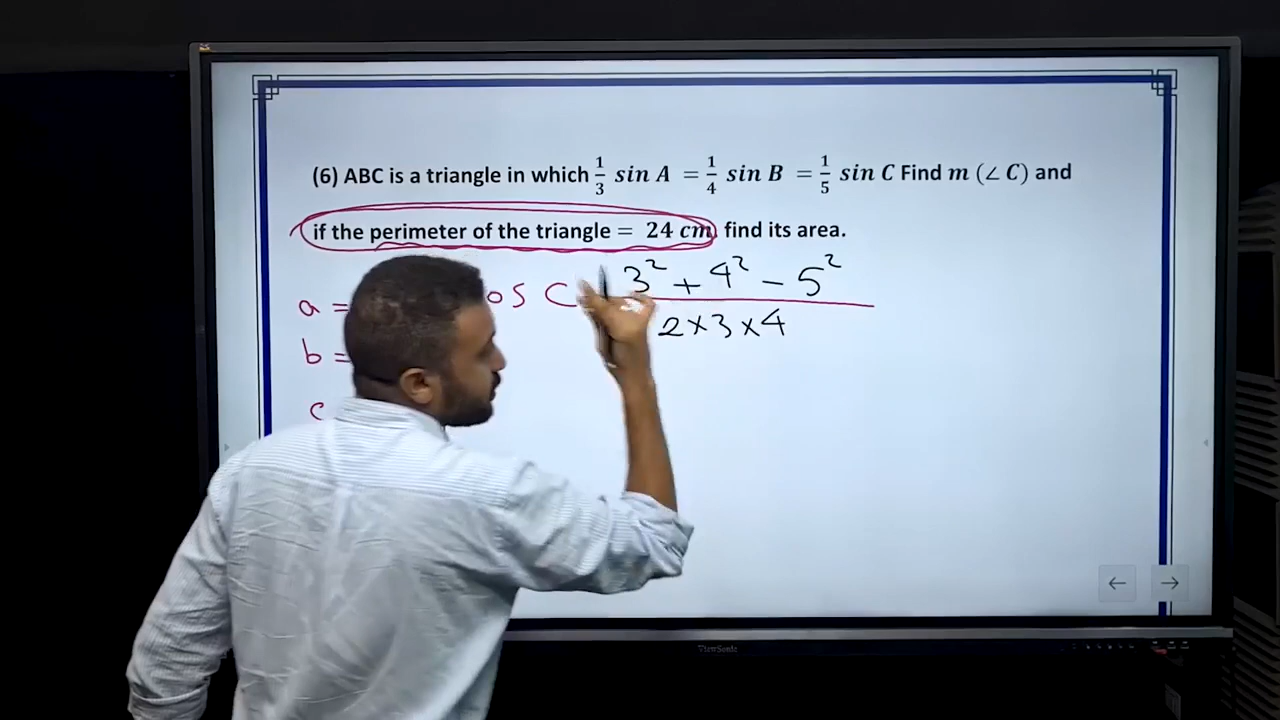 (6) ABC is a triangle in which 1/3 sin A = 1/4 sin B = 1/5 sin C Find m (∠ C) and
if the perimeter of the triangle = 24 cm, find its area.
a = os C 3² + 4² - 5²
2×3×4
b =
c
ViewSonic